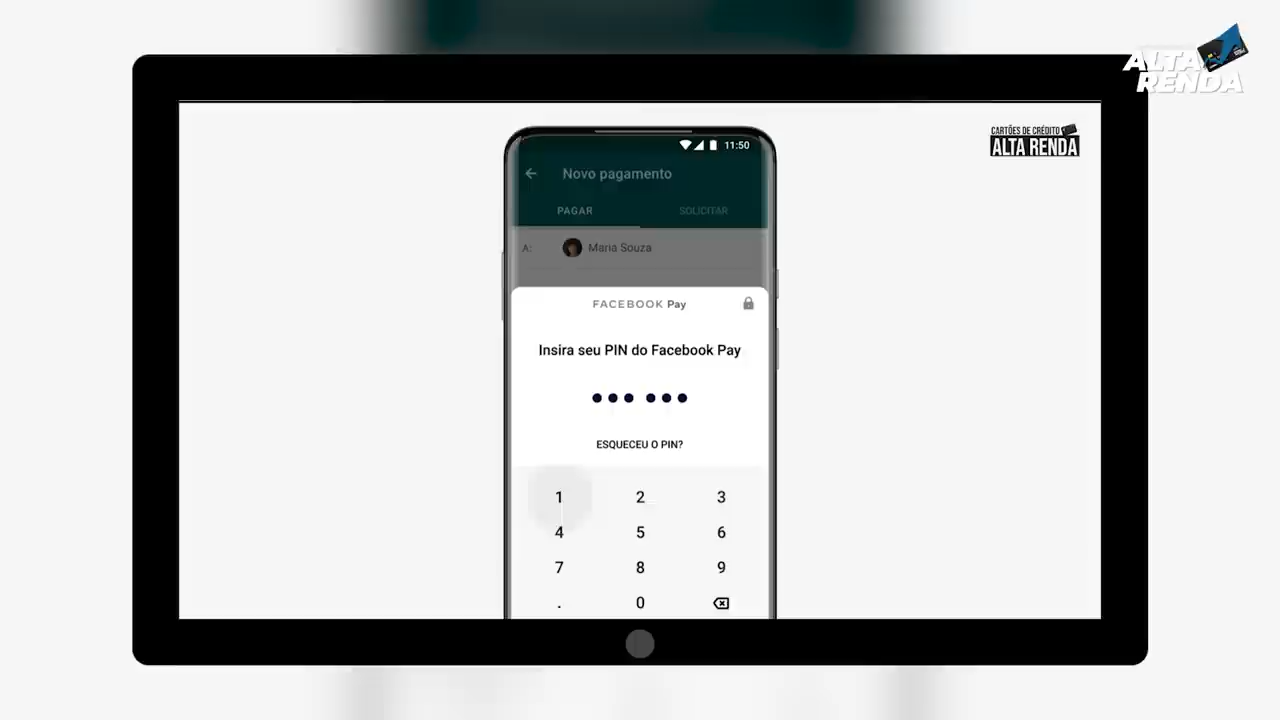 ALTA
RENDA
CARTÕES DE CRÉDITO
ALTA RENDA
11:50
Novo pagamento
PAGAR
SOLICITAR
A:
Maria Souza
FACEBOOK Pay
Insira seu PIN do Facebook Pay
ESQUECEU O PIN?
1 2 3
4 5 6
7 8 9
. 0